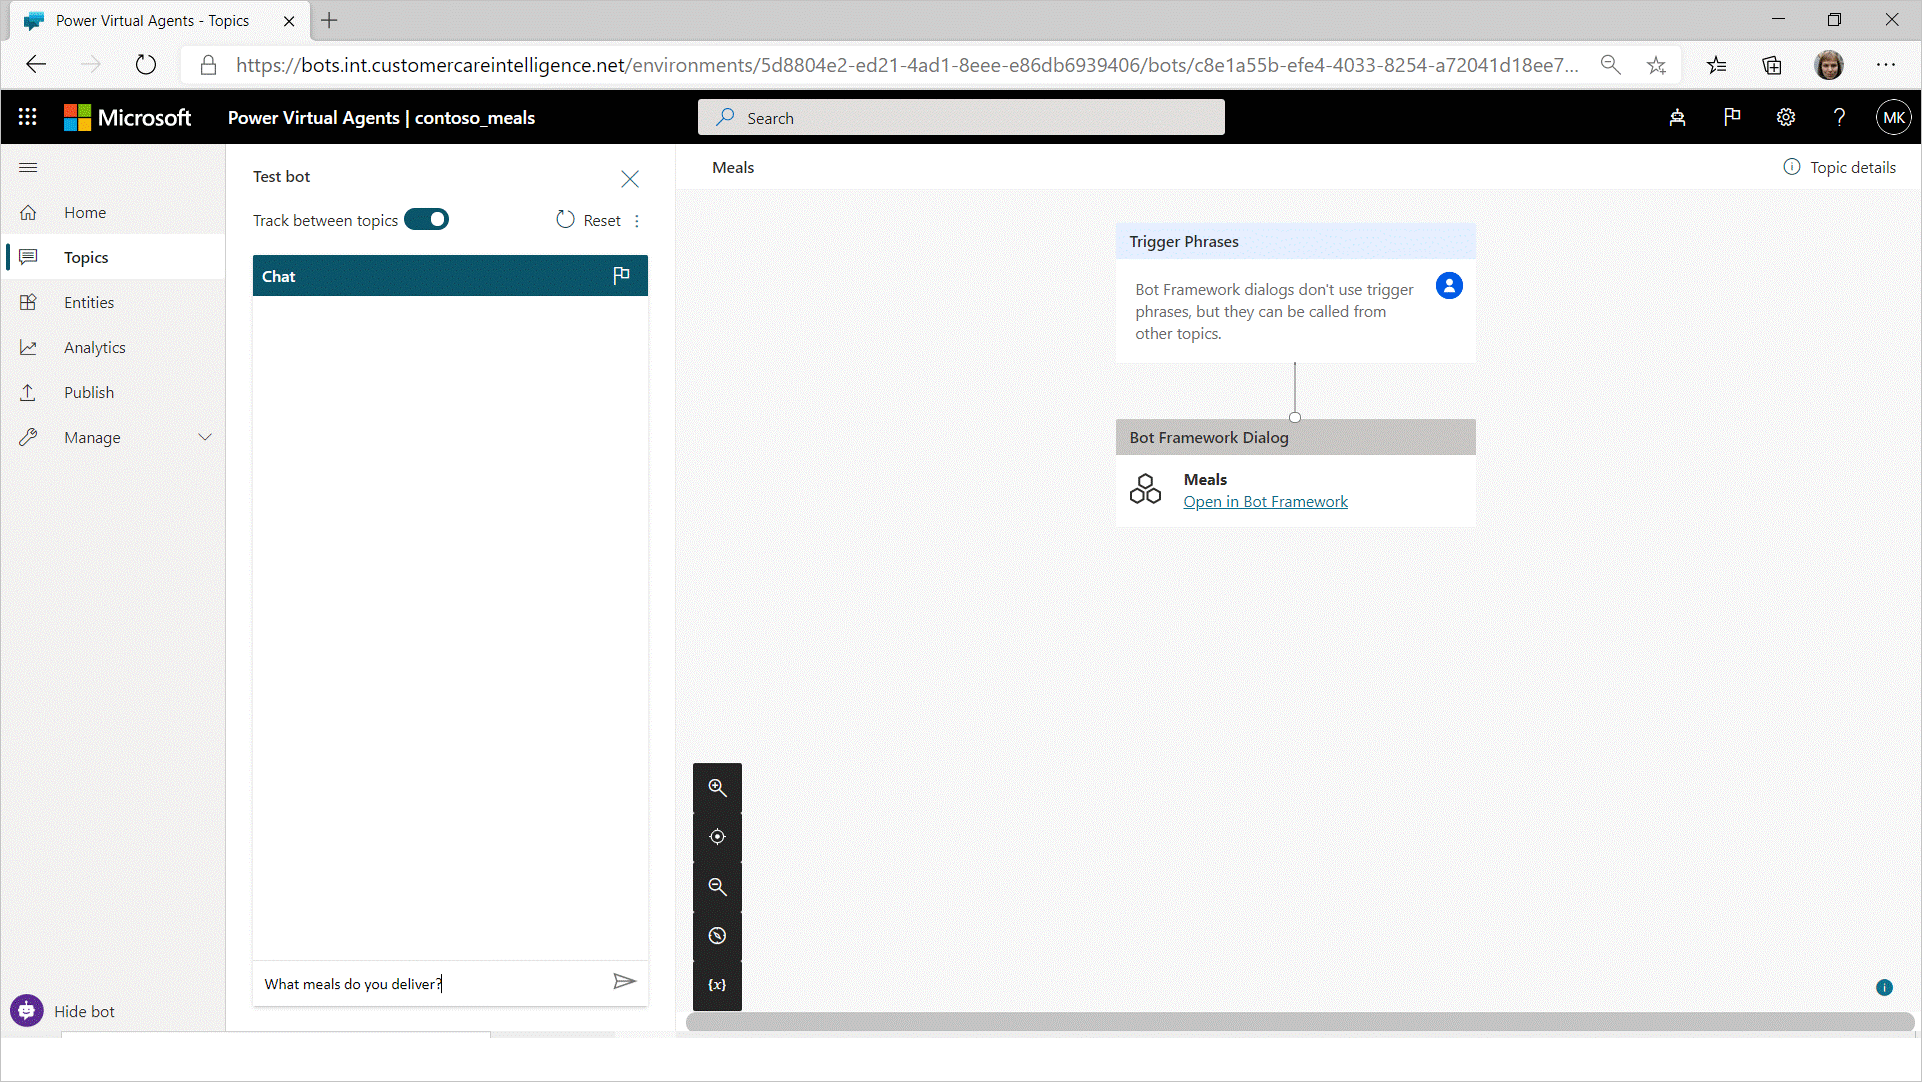 Power Virtual Agents - Topics
https://bots.int.customercareintelligence.net/environments/5d8804e2-ed21-4ad1-8eee-e86db6939406/bots/c8e1a55b-efe4-4033-8254-a72041d18ee7...
Microsoft
Power Virtual Agents | contoso_meals
Search
MK
Home
Topics
Entities
Analytics
Publish
Manage
Hide bot
Test bot
Track between topics
Reset
Chat
What meals do you deliver?
Meals
Topic details
Trigger Phrases
Bot Framework dialogs don't use trigger
phrases, but they can be called from
other topics.
Bot Framework Dialog
Meals
Open in Bot Framework
{x}